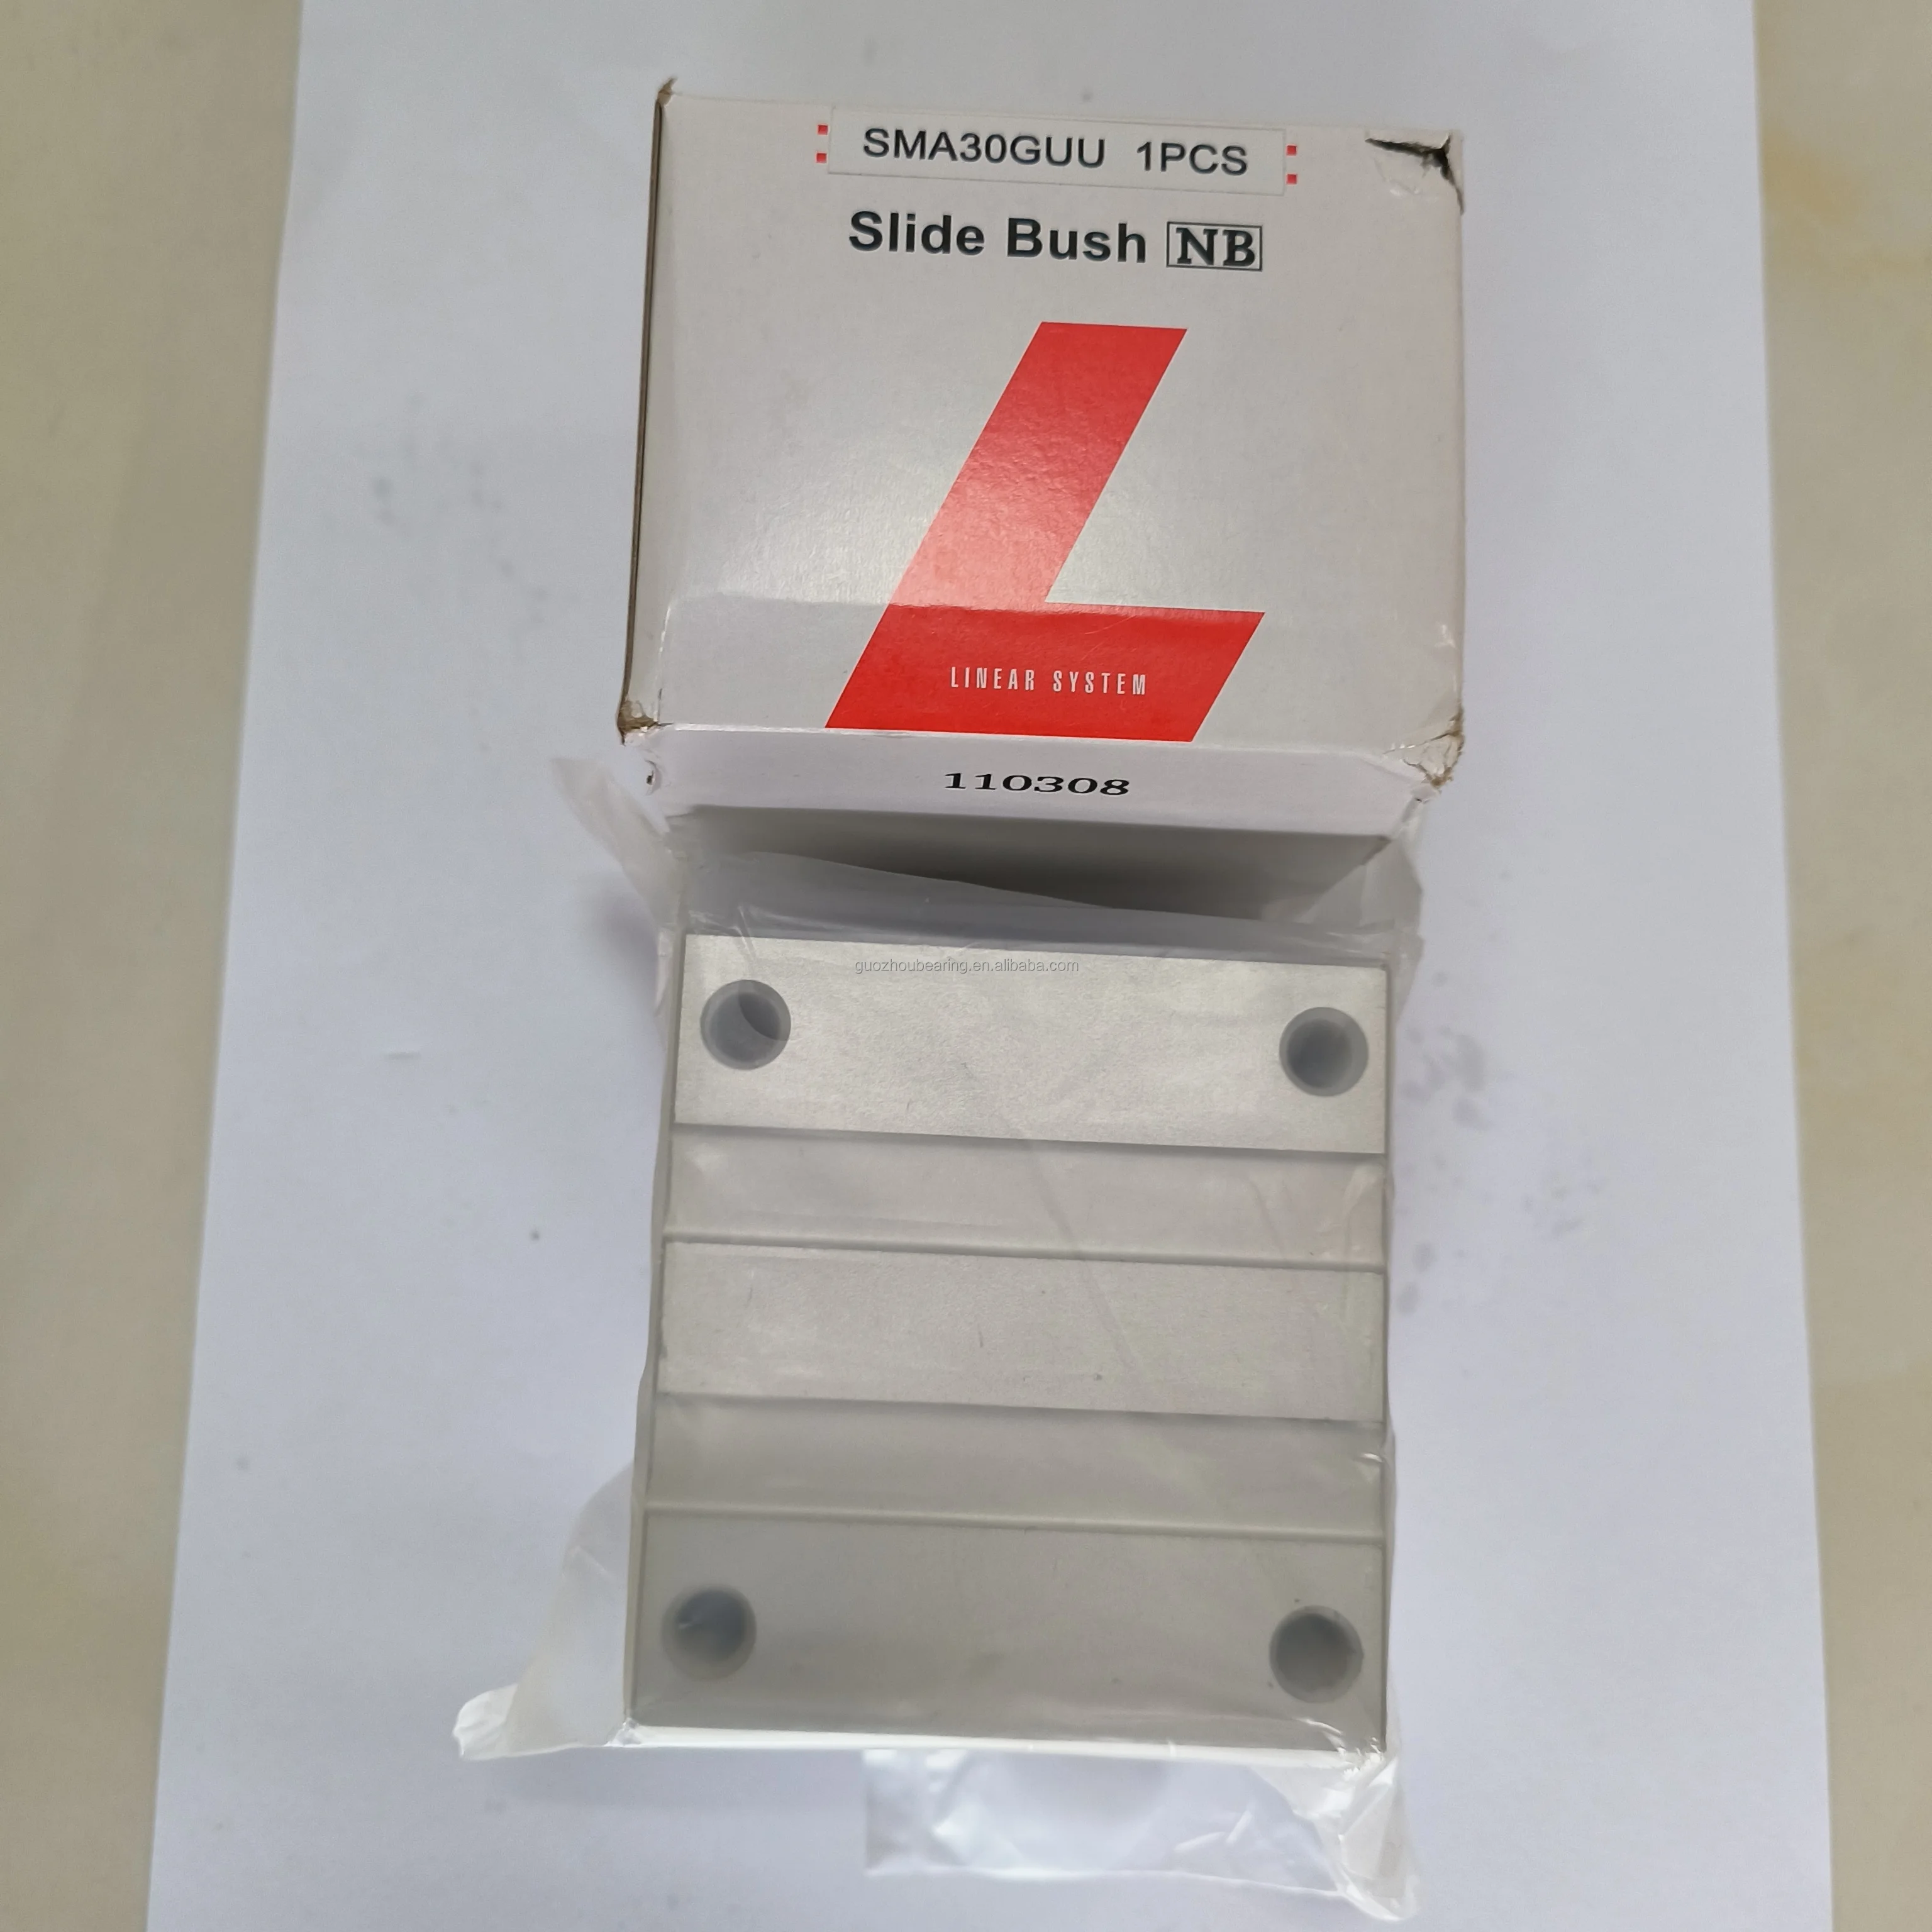 SMA30GUU 1PCS
Slide Bush NB
LINEAR SYSTEM
110308
guozhoubearing.en.alibaba.com